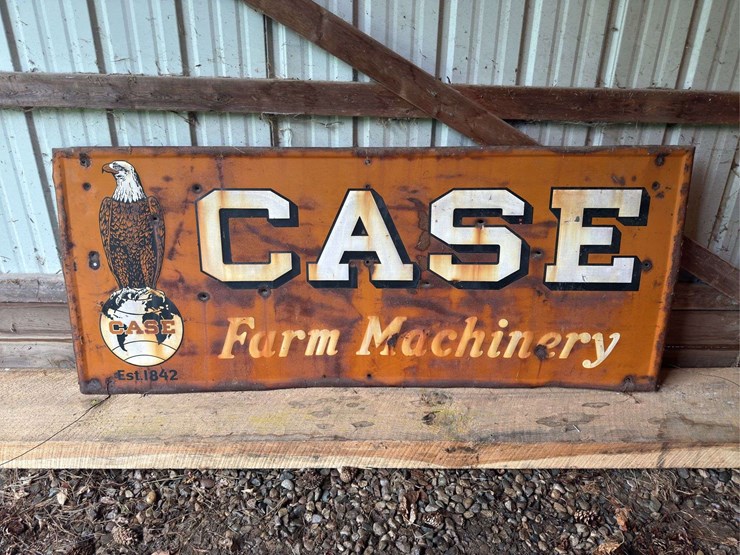 CASE
Farm Machinery
CASE
Est.1842